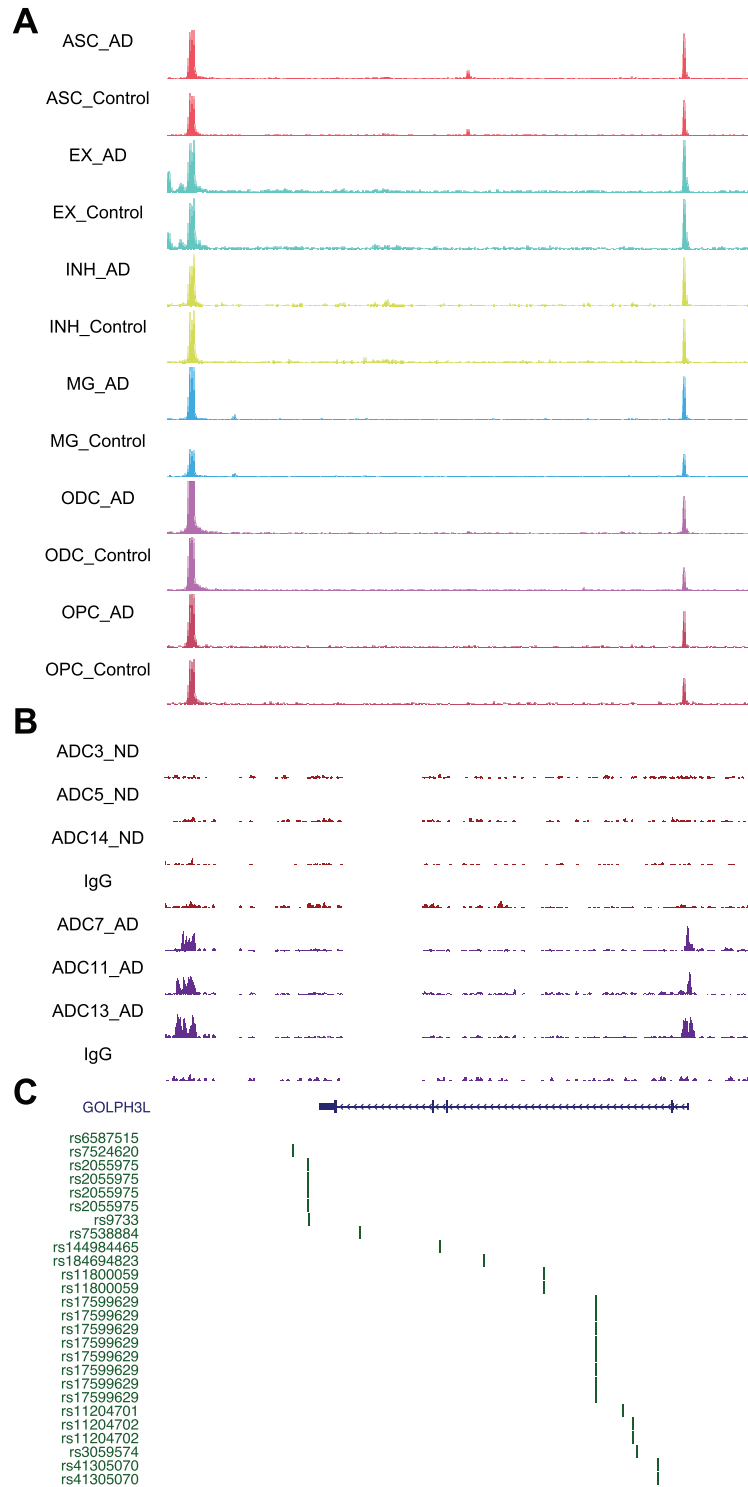 A
ASC_AD
ASC_Control
EX_AD
EX_Control
INH_AD
INH_Control
MG_AD
MG_Control
ODC_AD
ODC_Control
OPC_AD
OPC_Control
B
ADC3_ND
ADC5_ND
ADC14_ND
IgG
ADC7_AD
ADC11_AD
ADC13_AD
IgG
C
GOLPH3L
rs6587515
rs7524620
rs2055975
rs2055975
rs2055975
rs2055975
rs9733
rs7538884
rs144984465
rs184694823
rs11800059
rs11800059
rs17599629
rs17599629
rs17599629
rs17599629
rs17599629
rs17599629
rs17599629
rs17599629
rs11204701
rs11204702
rs11204702
rs3059574
rs41305070
rs41305070